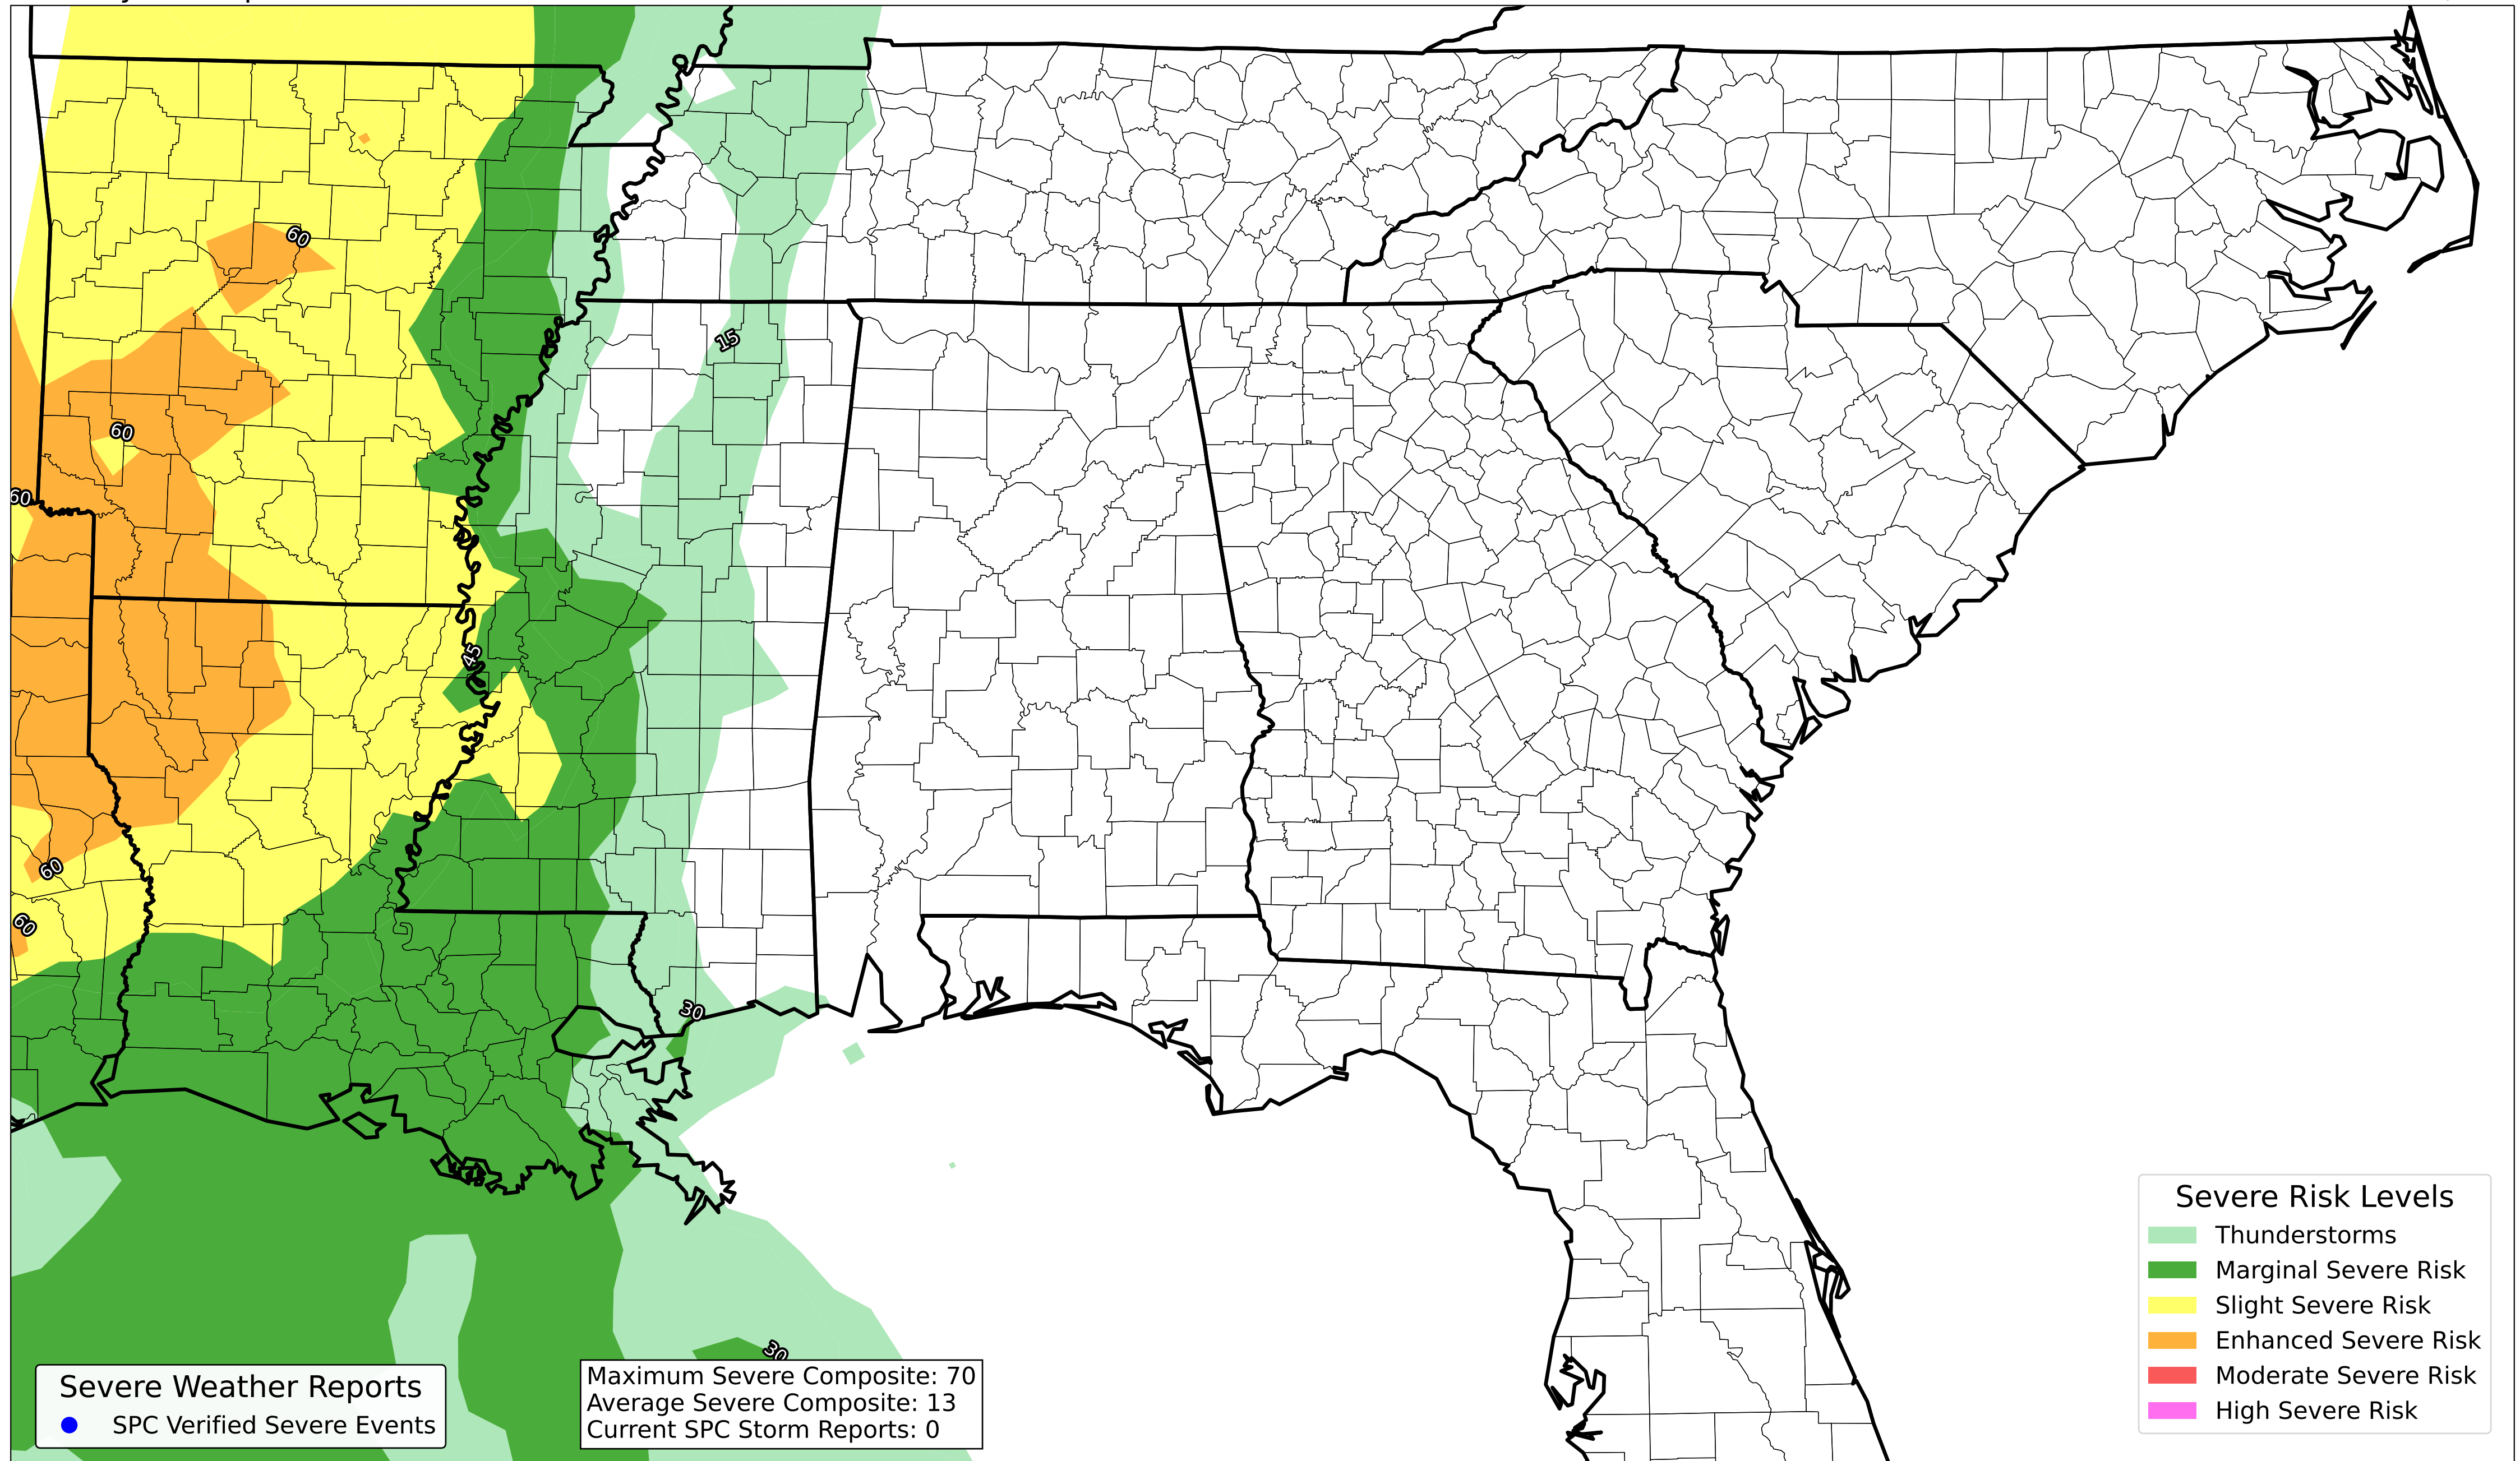 60
15
60
60
45
60
60
30
30
Severe Weather Reports
SPC Verified Severe Events
Maximum Severe Composite: 70
Average Severe Composite: 13
Current SPC Storm Reports: 0
Severe Risk Levels
Thunderstorms
Marginal Severe Risk
Slight Severe Risk
Enhanced Severe Risk
Moderate Severe Risk
High Severe Risk